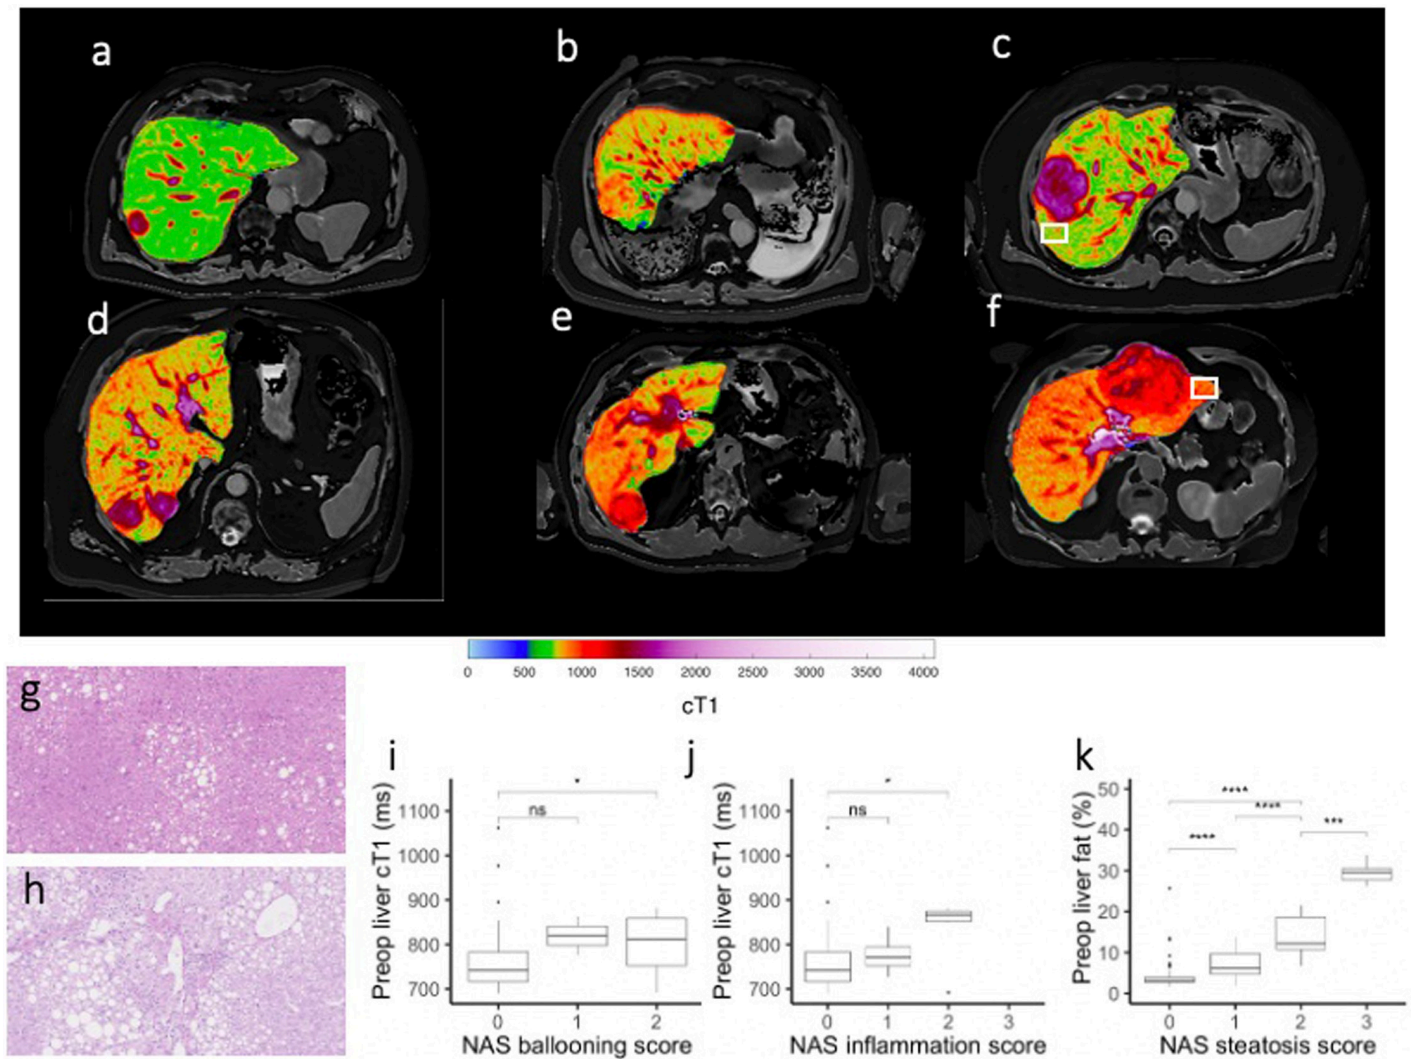 a
b
c
d
e
f
0 500 750 1000 1500 2000 2500 3000 3500 4000
cT1
g
h
i
ns
*
Preop liver cT1 (ms)
1100
1000
900
800
700
0 1 2
NAS ballooning score
j
ns
*
Preop liver cT1 (ms)
1100
1000
900
800
700
0 1 2 3
NAS inflammation score
k
****
****
****
***
Preop liver fat (%)
50
40
30
20
10
0
0 1 2 3
NAS steatosis score